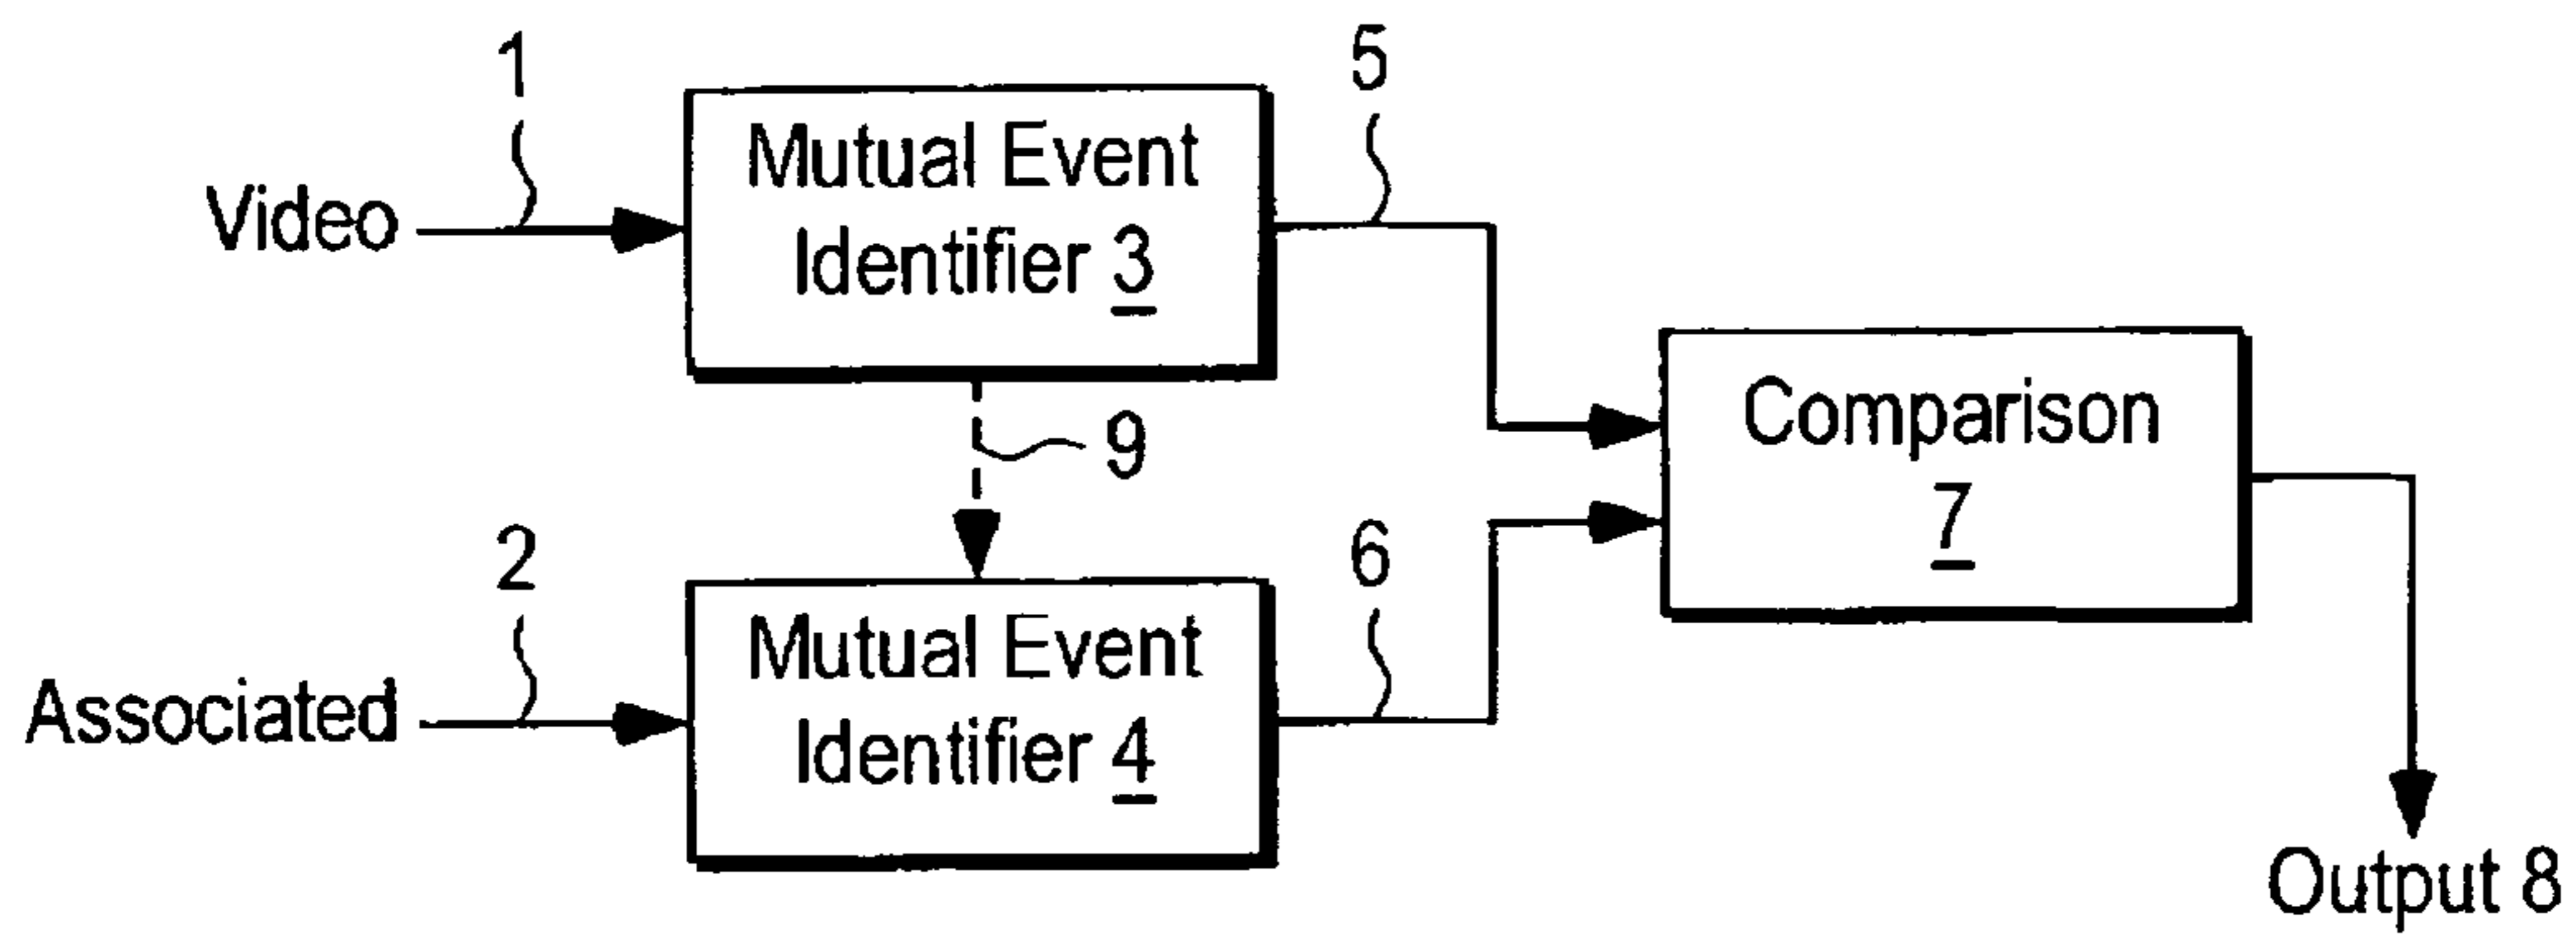 1
5
Video
Mutual Event
Identifier 3
9
Comparison
7
2
6
Associated
Mutual Event
Identifier 4
Output 8